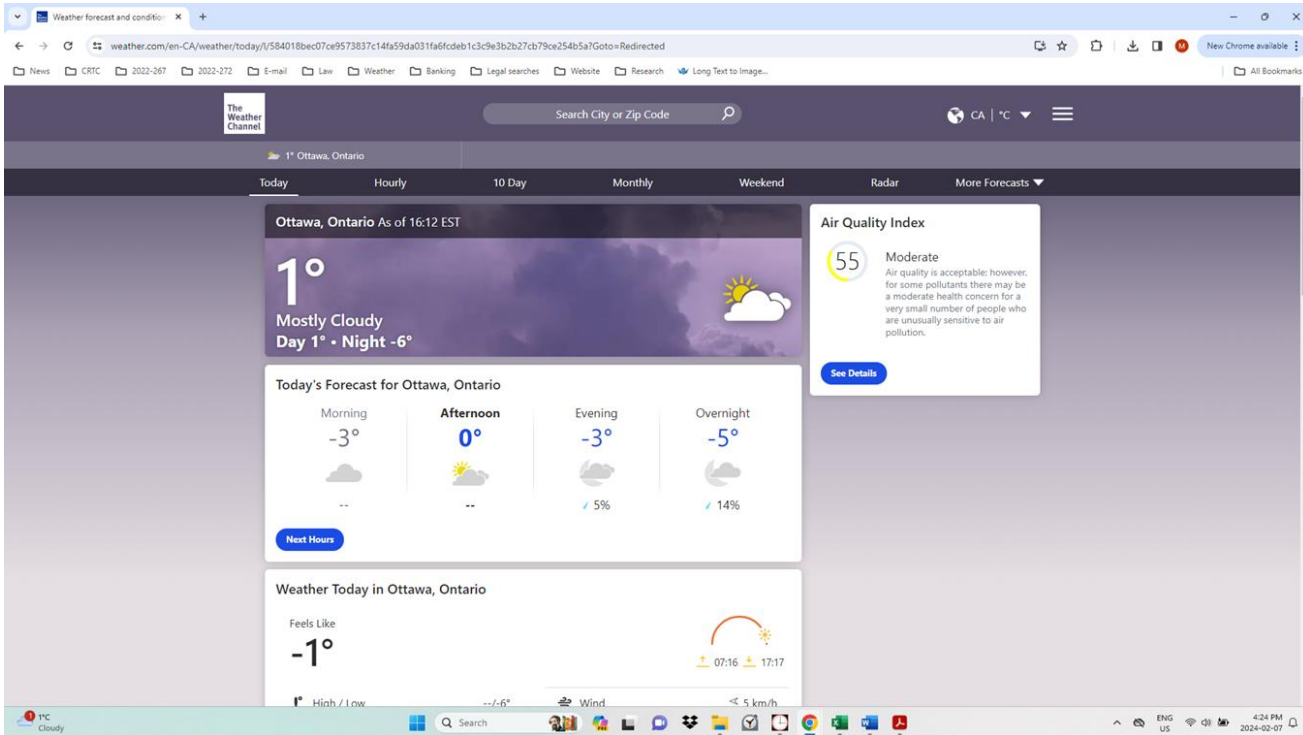 Weather forecast and condition
weather.com/en-CA/weather/today/l/584018bec07ce9573837c14fa59da031fa6fcdeb1c3c9e3b2b27cb79ce254b5a?Goto=Redirected
New Chrome available
M
News CRTC 2022-267 2022-272 E-mail Law Weather Banking Legal searches Website Research Long Text to Image... All Bookmarks
The
Weather
Channel
Search City or Zip Code
CA | °C
1° Ottawa, Ontario
Today Hourly 10 Day Monthly Weekend Radar More Forecasts
Ottawa, Ontario As of 16:12 EST
1°
Mostly Cloudy
Day 1° • Night -6°
Air Quality Index
55
Moderate
Air quality is acceptable; however,
for some pollutants there may be
a moderate health concern for a
very small number of people who
are unusually sensitive to air
pollution.
See Details
Today's Forecast for Ottawa, Ontario
Morning Afternoon Evening Overnight
-3° 0° -3° -5°
-- -- 5% 14%
Next Hours
Weather Today in Ottawa, Ontario
Feels Like
-1°
07:16 17:17
High / Low --/-6° Wind 5 km/h
1
1°C
Cloudy
Search
ENG
US
4:24 PM
2024-02-07